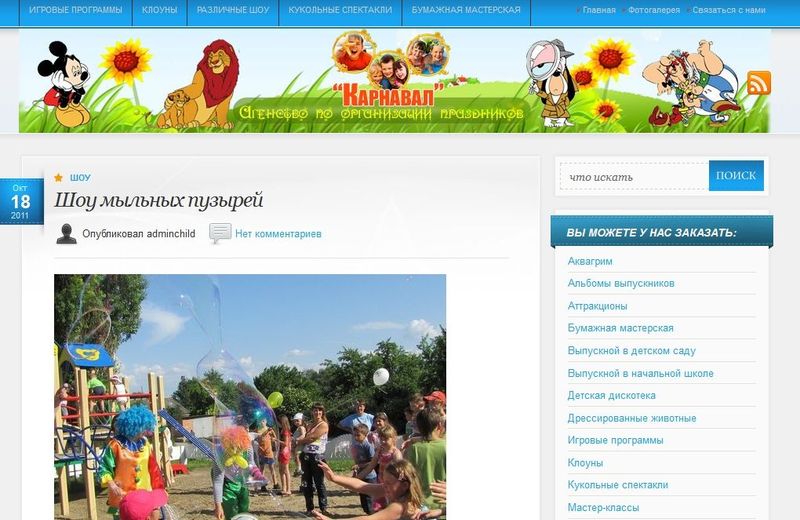 ИГРОВЫЕ ПРОГРАММЫ
КЛОУНЫ
РАЗЛИЧНЫЕ ШОУ
КУКОЛЬНЫЕ СПЕКТАКЛИ
БУМАЖНАЯ МАСТЕРСКАЯ
Главная
Фотогалерея
Связаться с нами
"КАРНАВАЛ"
Агенство по организации праздников
Окт
18
2011
ШОУ
Шоу мыльных пузырей
Опубликовал adminchild
Нет комментариев
что искать
ПОИСК
ВЫ МОЖЕТЕ У НАС ЗАКАЗАТЬ:
Аквагрим
Альбомы выпускников
Аттракционы
Бумажная мастерская
Выпускной в детском саду
Выпускной в начальной школе
Детская дискотека
Дрессированные животные
Игровые программы
Клоуны
Кукольные спектакли
Мастер-классы